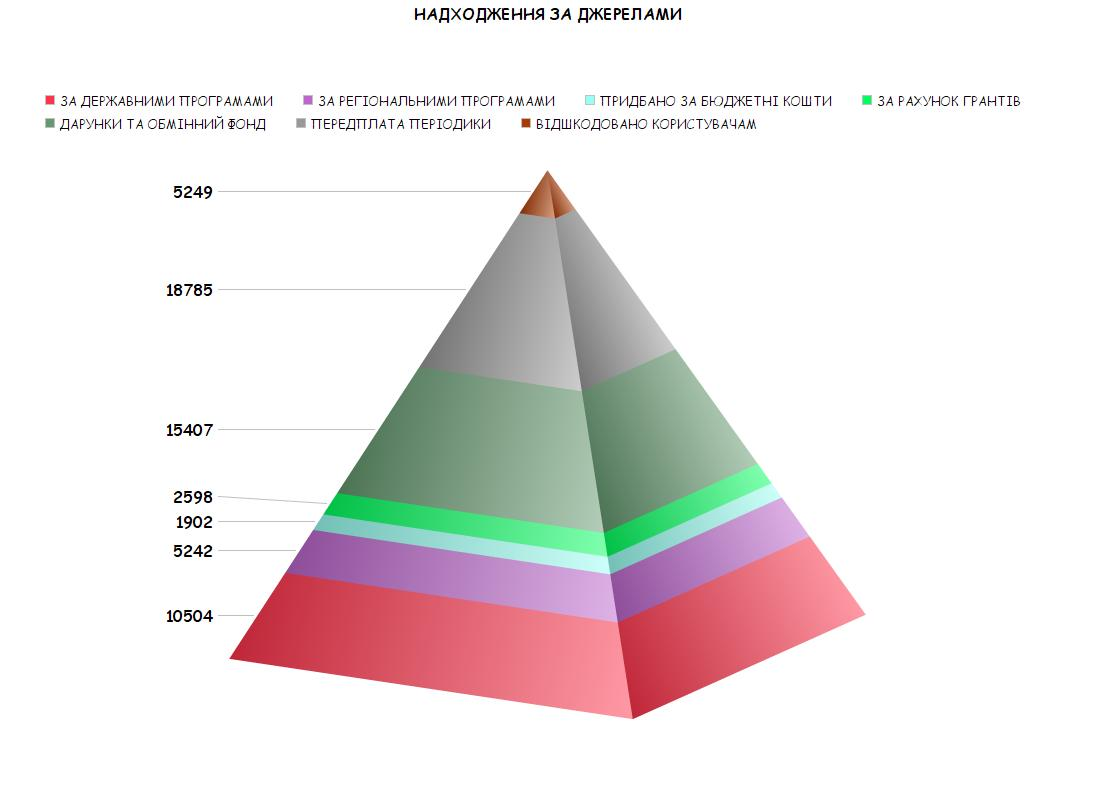 НАДХОДЖЕННЯ ЗА ДЖЕРЕЛАМИ
ЗА ДЕРЖАВНИМИ ПРОГРАМАМИ ЗА РЕГІОНАЛЬНИМИ ПРОГРАМАМИ ПРИДБАНО ЗА БЮДЖЕТНІ КОШТИ ЗА РАХУНОК ГРАНТІВ
ДАРУНКИ ТА ОБМІННИЙ ФОНД ПЕРЕДПЛАТА ПЕРІОДИКИ ВІДШКОДОВАНО КОРИСТУВАЧАМ
5249
18785
15407
2598
1902
5242
10504